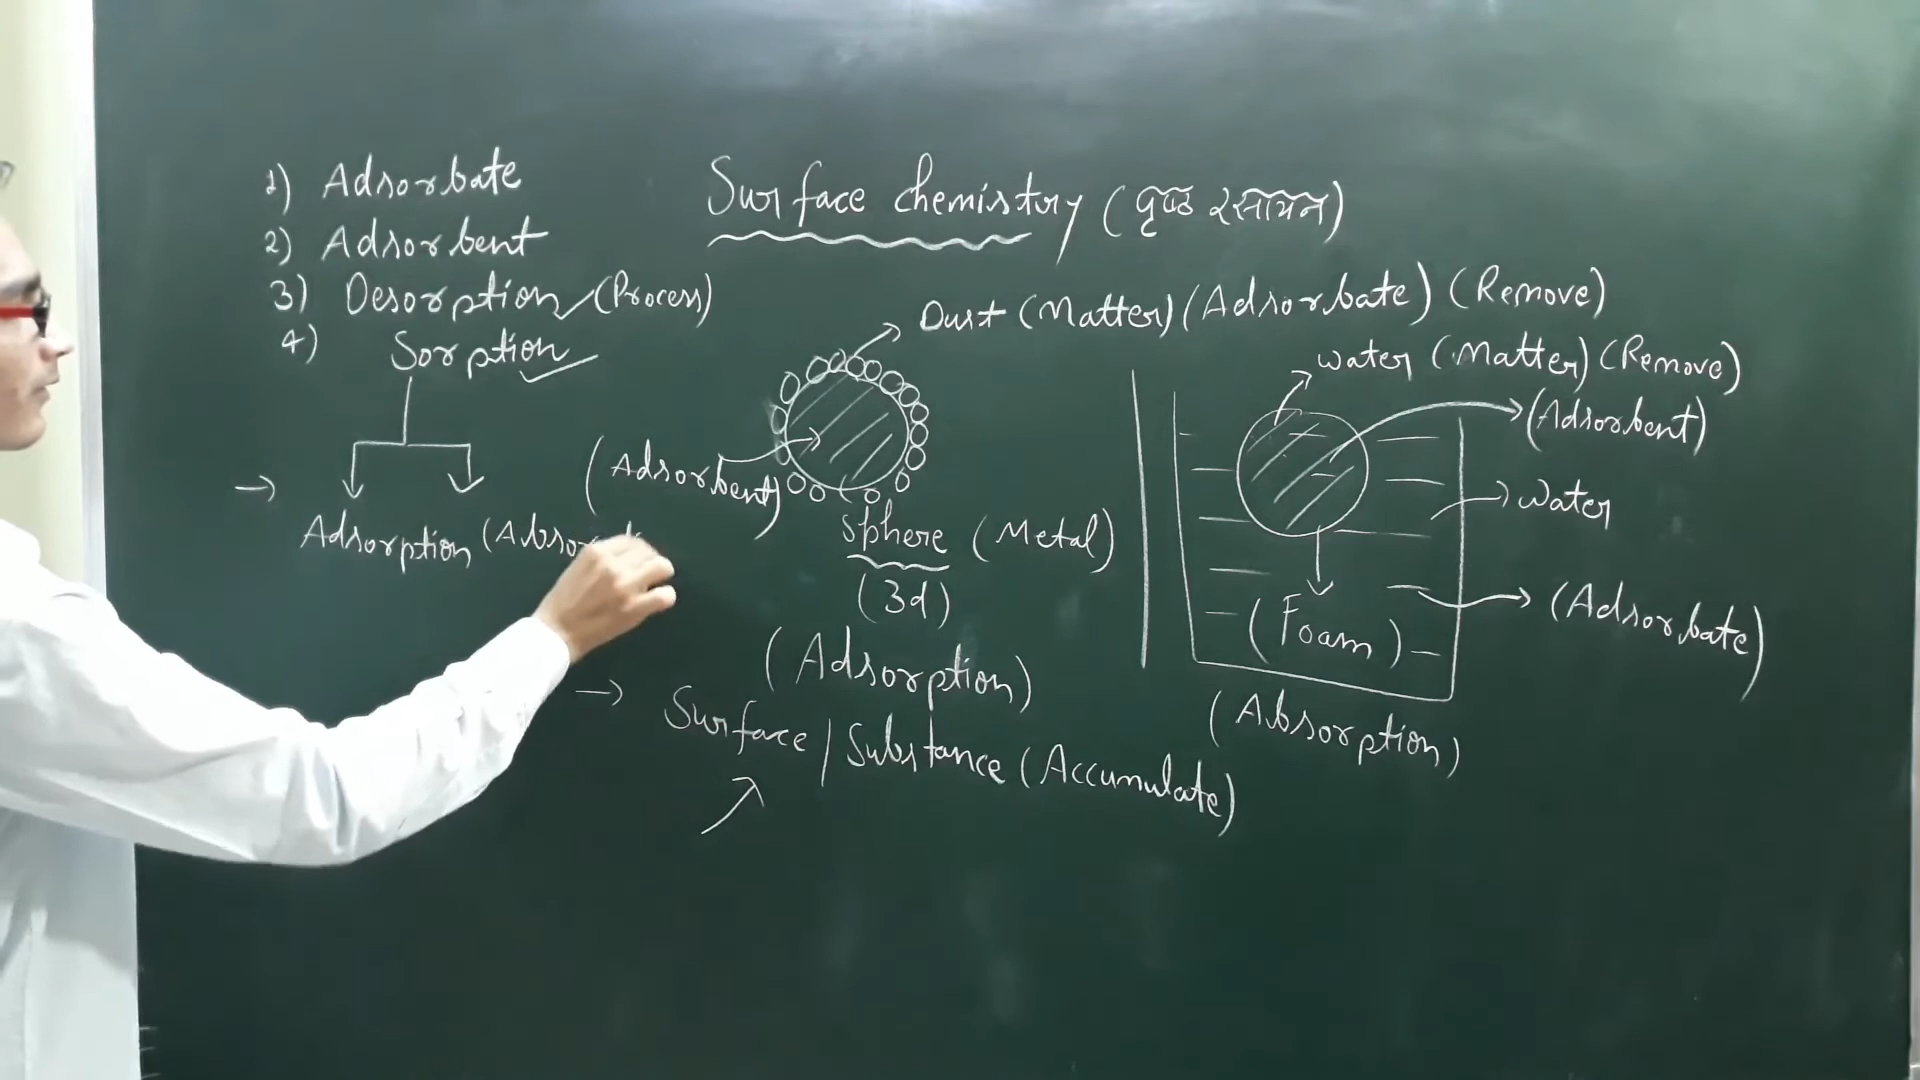 Surface chemistry (पृष्ठ रसायन)
1) Adsorbate
2) Adsorbent
3) Desorption (Process)
4) Sorption
→ Adsorption (Absor
Dust (Matter) (Adsorbate) (Remove)
(Adsorbent)
Sphere (Metal)
(3d)
(Adsorption)
→ Surface / Substance (Accumulate)
water (Matter) (Remove)
(Adsorbent)
water
(Adsorbate)
(Foam)
(Absorption)